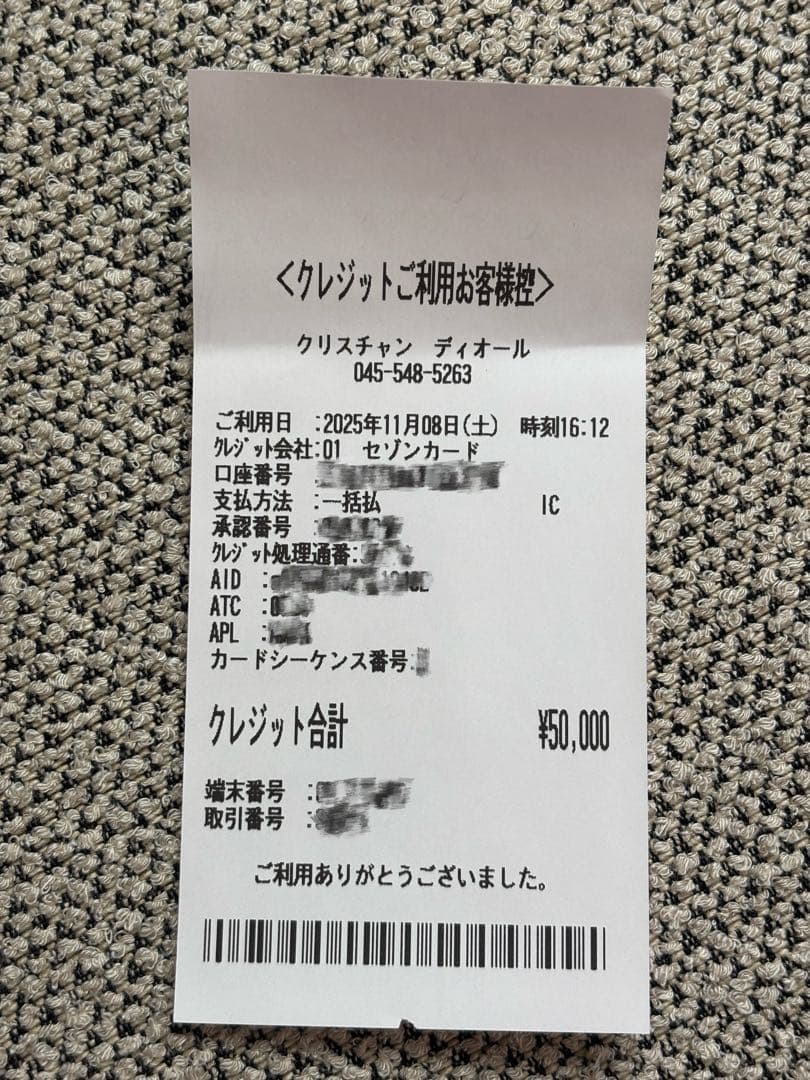 <クレジットご利用お客様控>
クリスチャン ディオール
045-548-5263
ご利用日 :2025年11月08日(土) 時刻16:12
クレジット会社:01 セゾンカード
口座番号 :
支払方法 :一括払 IC
承認番号 :
クレジット処理通番:
AID :
ATC :
APL :
カードシーケンス番号:
クレジット合計 ¥50,000
端末番号 :
取引番号 :
ご利用ありがとうございました。